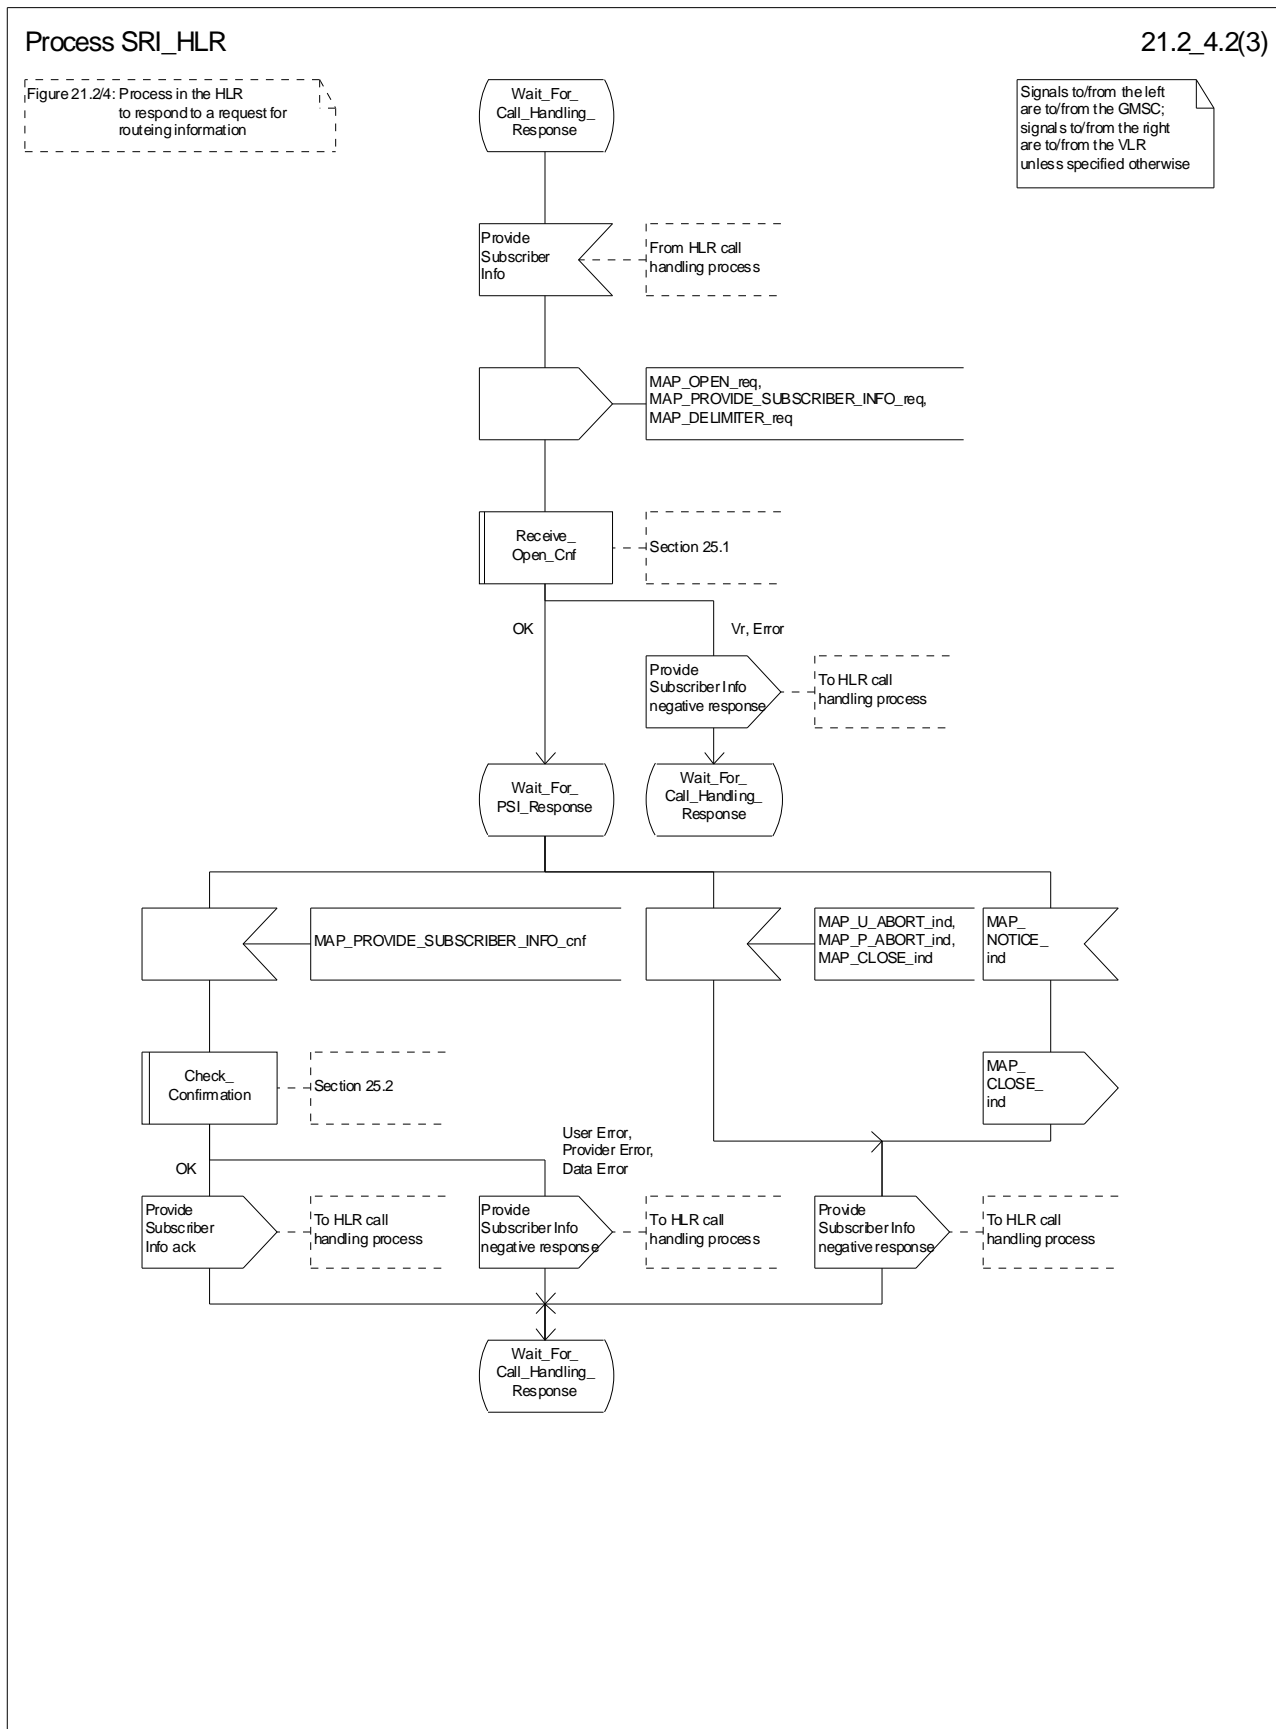 Process SRI_HLR
21.2_4.2(3)
Figure 21.2/4: Process in the HLR
to respond to a request for
routeing information
Wait_For_
Call_Handling_
Response
Signals to/from the left
are to/from the GMSC;
signals to/from the right
are to/from the VLR
unless specified otherwise
Provide
Subscriber
Info
From HLR call
handling process
MAP_OPEN_req,
MAP_PROVIDE_SUBSCRIBER_INFO_req,
MAP_DELIMITER_req
Receive_
Open_Cnf
Section 25.1
OK
Vr, Error
Provide
Subscriber Info
negative response
To HLR call
handling process
Wait_For_
PSI_Response
Wait_For_
Call_Handling_
Response
MAP_PROVIDE_SUBSCRIBER_INFO_cnf
MAP_U_ABORT_ind,
MAP_P_ABORT_ind,
MAP_CLOSE_ind
MAP_
NOTICE_
ind
Check_
Confirmation
Section 25.2
MAP_
CLOSE_
ind
OK
User Error,
Provider Error,
Data Error
Provide
Subscriber
Info ack
To HLR call
handling process
Provide
Subscriber Info
negative response
To HLR call
handling process
Provide
Subscriber Info
negative response
To HLR call
handling process
Wait_For_
Call_Handling_
Response